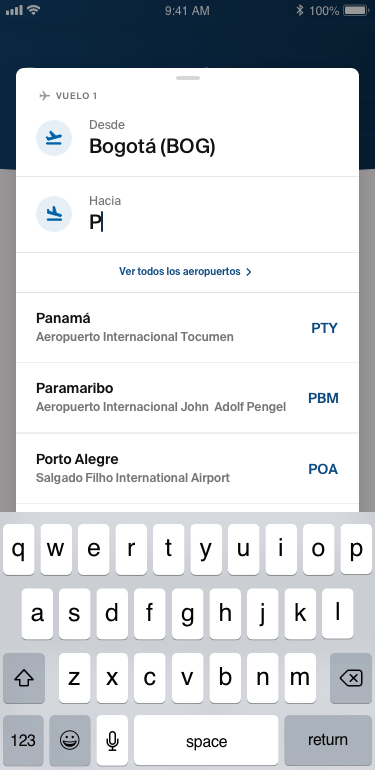 9:41 AM
100%
VUELO 1
Desde
Bogotá (BOG)
Hacia
P
Ver todos los aeropuertos
Panamá
Aeropuerto Internacional Tocumen
PTY
Paramaribo
Aeropuerto Internacional John Adolf Pengel
PBM
Porto Alegre
Salgado Filho International Airport
POA
q w e r t y u i o p
a s d f g h j k l
z x c v b n m
123 space return